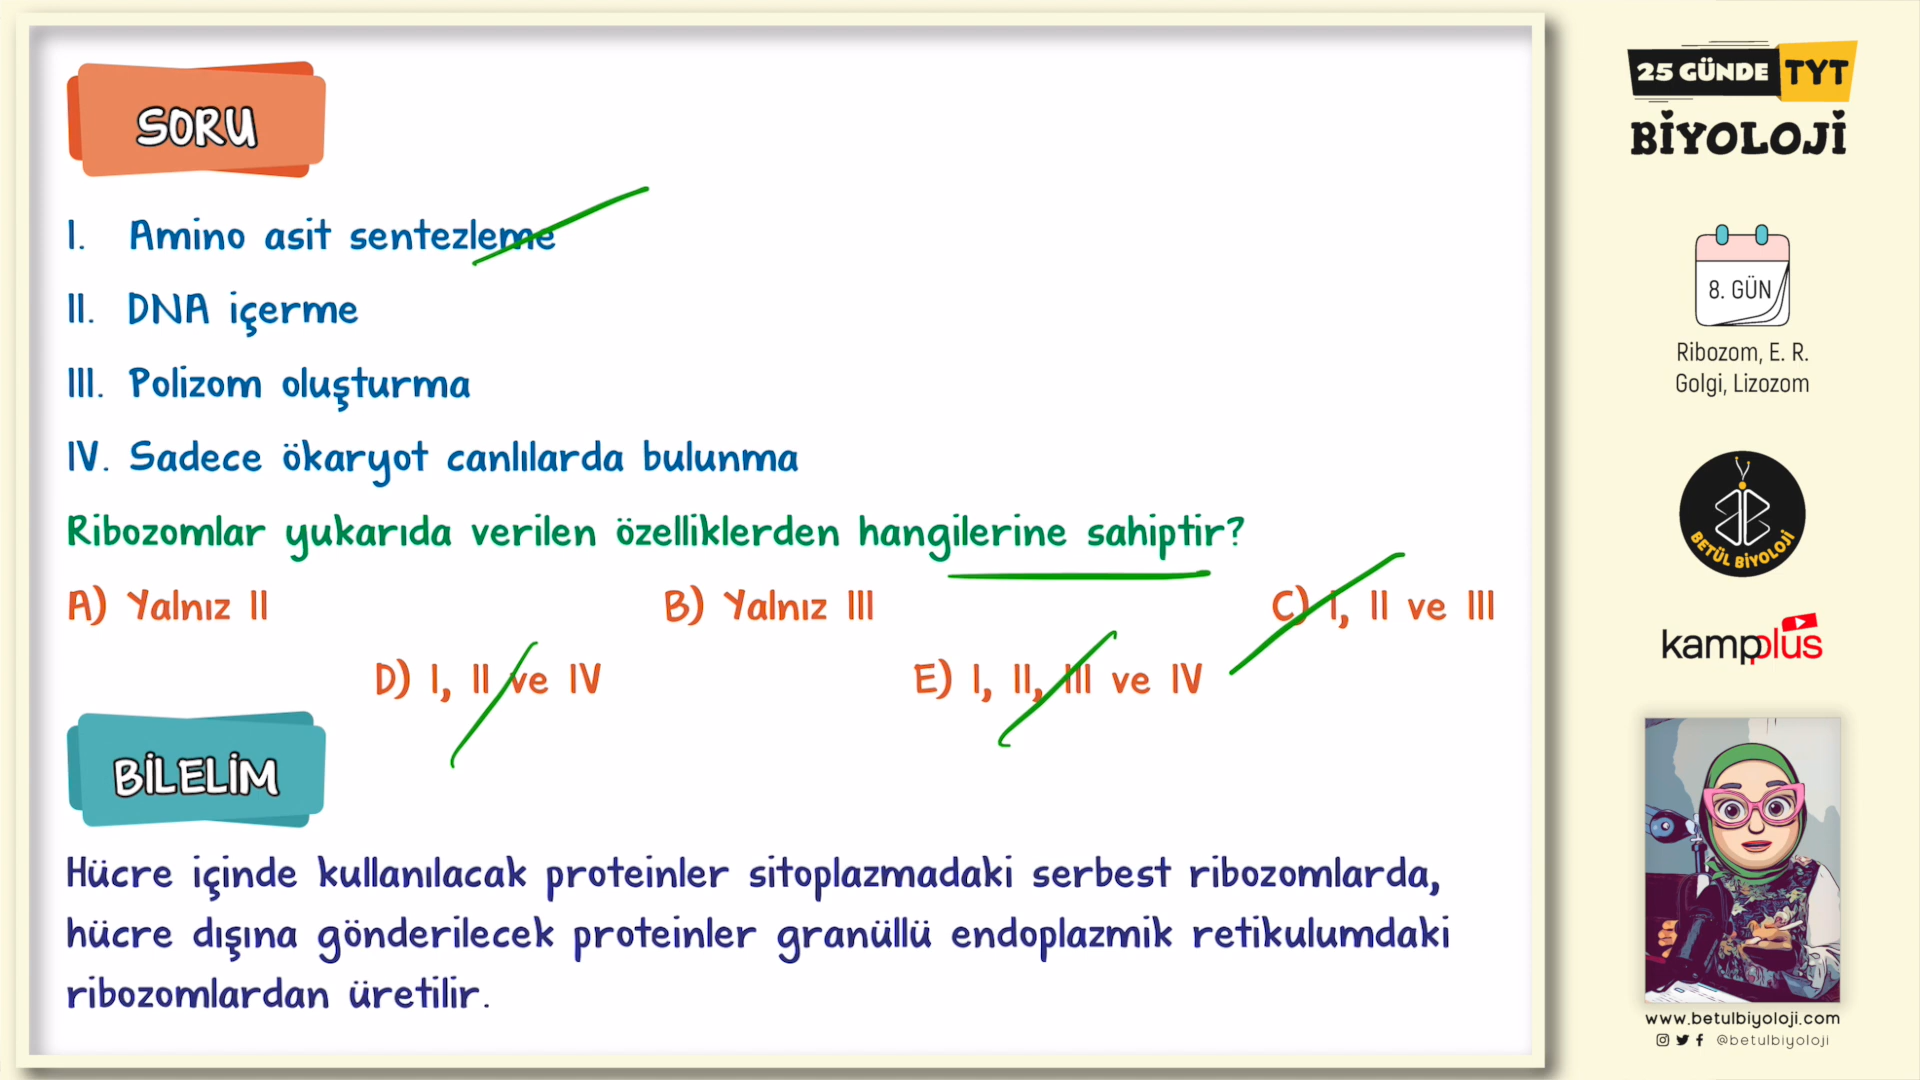 SORU
I. Amino asit sentezleme
II. DNA içerme
III. Polizom oluşturma
IV. Sadece ökaryot canlılarda bulunma
Ribozomlar yukarıda verilen özelliklerden hangilerine sahiptir?
A) Yalnız II B) Yalnız III C) I, II ve III
D) I, II ve IV E) I, II, III ve IV
BİLELİM
Hücre içinde kullanılacak proteinler sitoplazmadaki serbest ribozomlarda,
hücre dışına gönderilecek proteinler granüllü endoplazmik retikulumdaki
ribozomlardan üretilir.
25 GÜNDE TYT
BİYOLOJİ
8. GÜN
Ribozom, E. R.
Golgi, Lizozom
BETÜL BİYOLOJİ
kampplus
www.betulbiyoloji.com
@betulbiyoloji